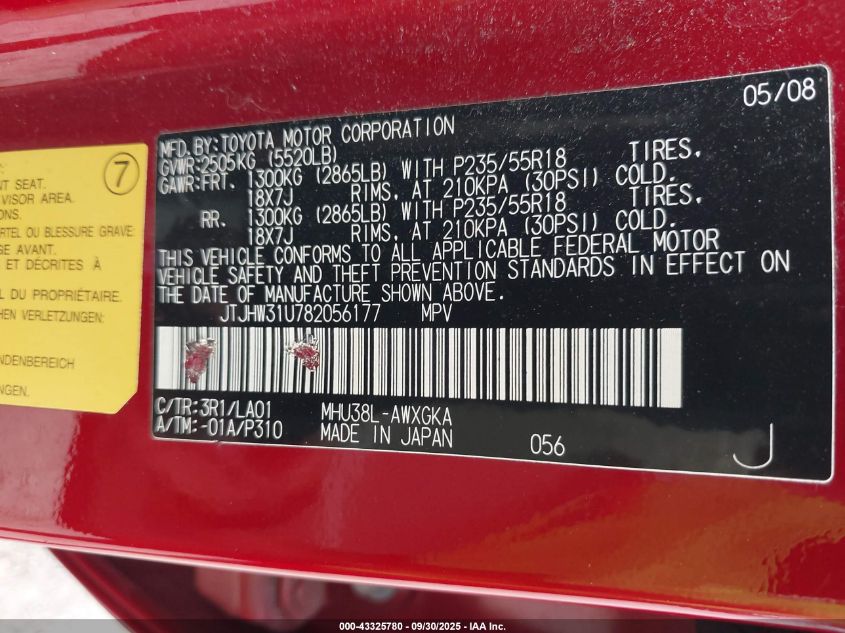 05/08
MFD.BY:TOYOTA MOTOR CORPORATION
GVWR:2505KG (5520LB)
GAWR:FRT. 1300KG (2865LB) WITH P235/55R18 TIRES.
18X7J RIMS, AT 210KPA (30PSI) COLD.
RR. 1300KG (2865LB) WITH P235/55R18 TIRES.
18X7J RIMS, AT 210KPA (30PSI) COLD.
THIS VEHICLE CONFORMS TO ALL APPLICABLE FEDERAL MOTOR
VEHICLE SAFETY AND THEFT PREVENTION STANDARDS IN EFFECT ON
THE DATE OF MANUFACTURE SHOWN ABOVE.
JTJHW31U782056177 MPV
C/TR:3R1/LA01 MHU38L-AWXGKA
A/TM:-01A/P310 MADE IN JAPAN 056 J
7
:
NT SEAT.
VISOR AREA.
ONS.
RTEL OU BLESSURE GRAVE
GE AVANT.
ET DÉCRITES À
L DU PROPRIÉTAIRE.
EN VERLETZUNGEN.
NDENBEREICH
UNGEN.
000-43325780 - 09/30/2025 - IAA Inc.